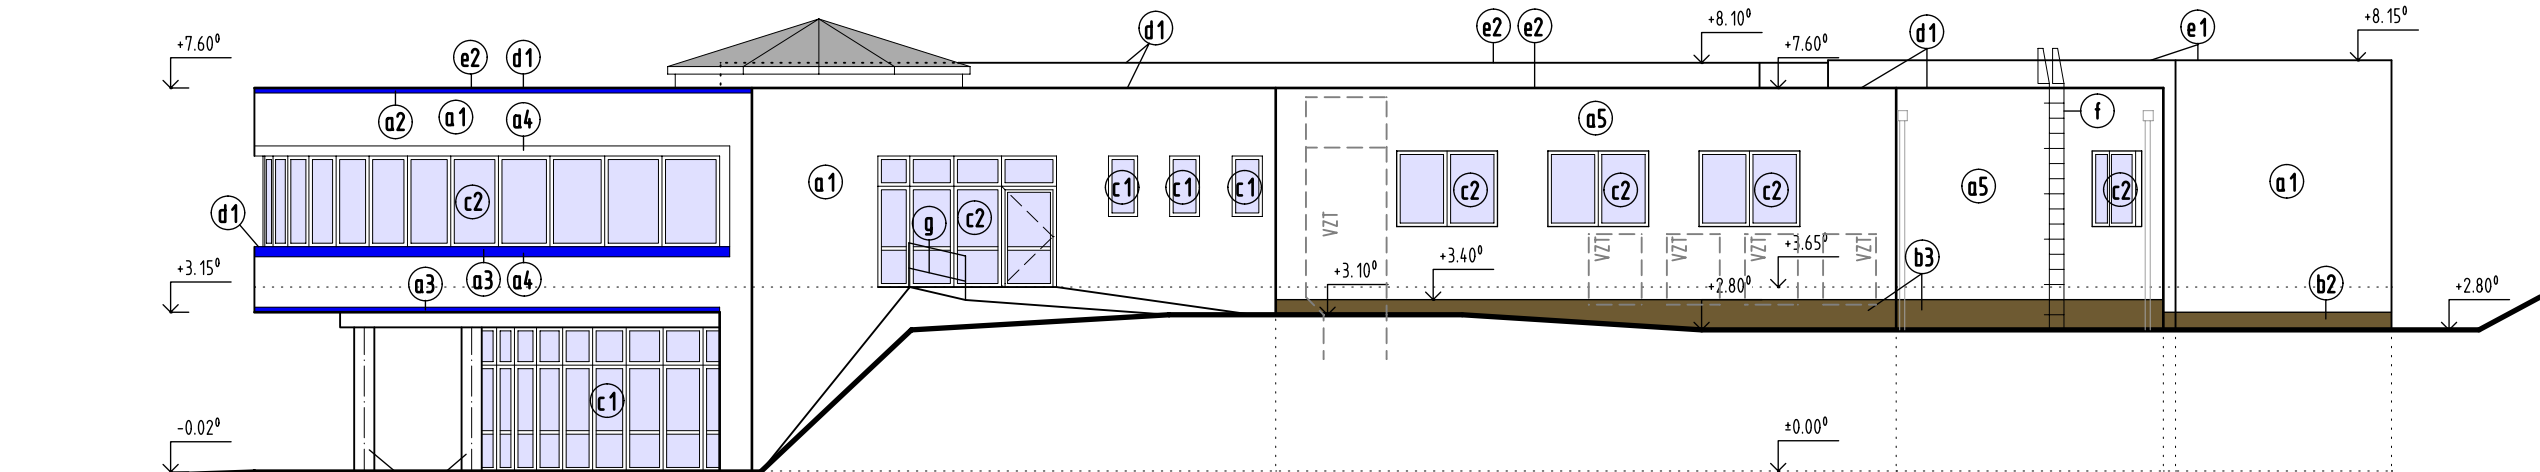 +7.60⁰
e2
d1
d1
e2
e2
+8.10⁰
+7.60⁰
d1
e1
+8.15⁰
a2
a1
a4
a5
f
c2
d1
a1
g
c2
c1
c1
c1
VZT
c2
c2
c2
a5
c2
a1
+3.15⁰
a3
a3
a4
+3.10⁰
+3.40⁰
VZT
VZT
VZT
VZT
+3.65⁰
+2.80⁰
b3
b2
+2.80⁰
c1
-0.02⁰
±0.00⁰